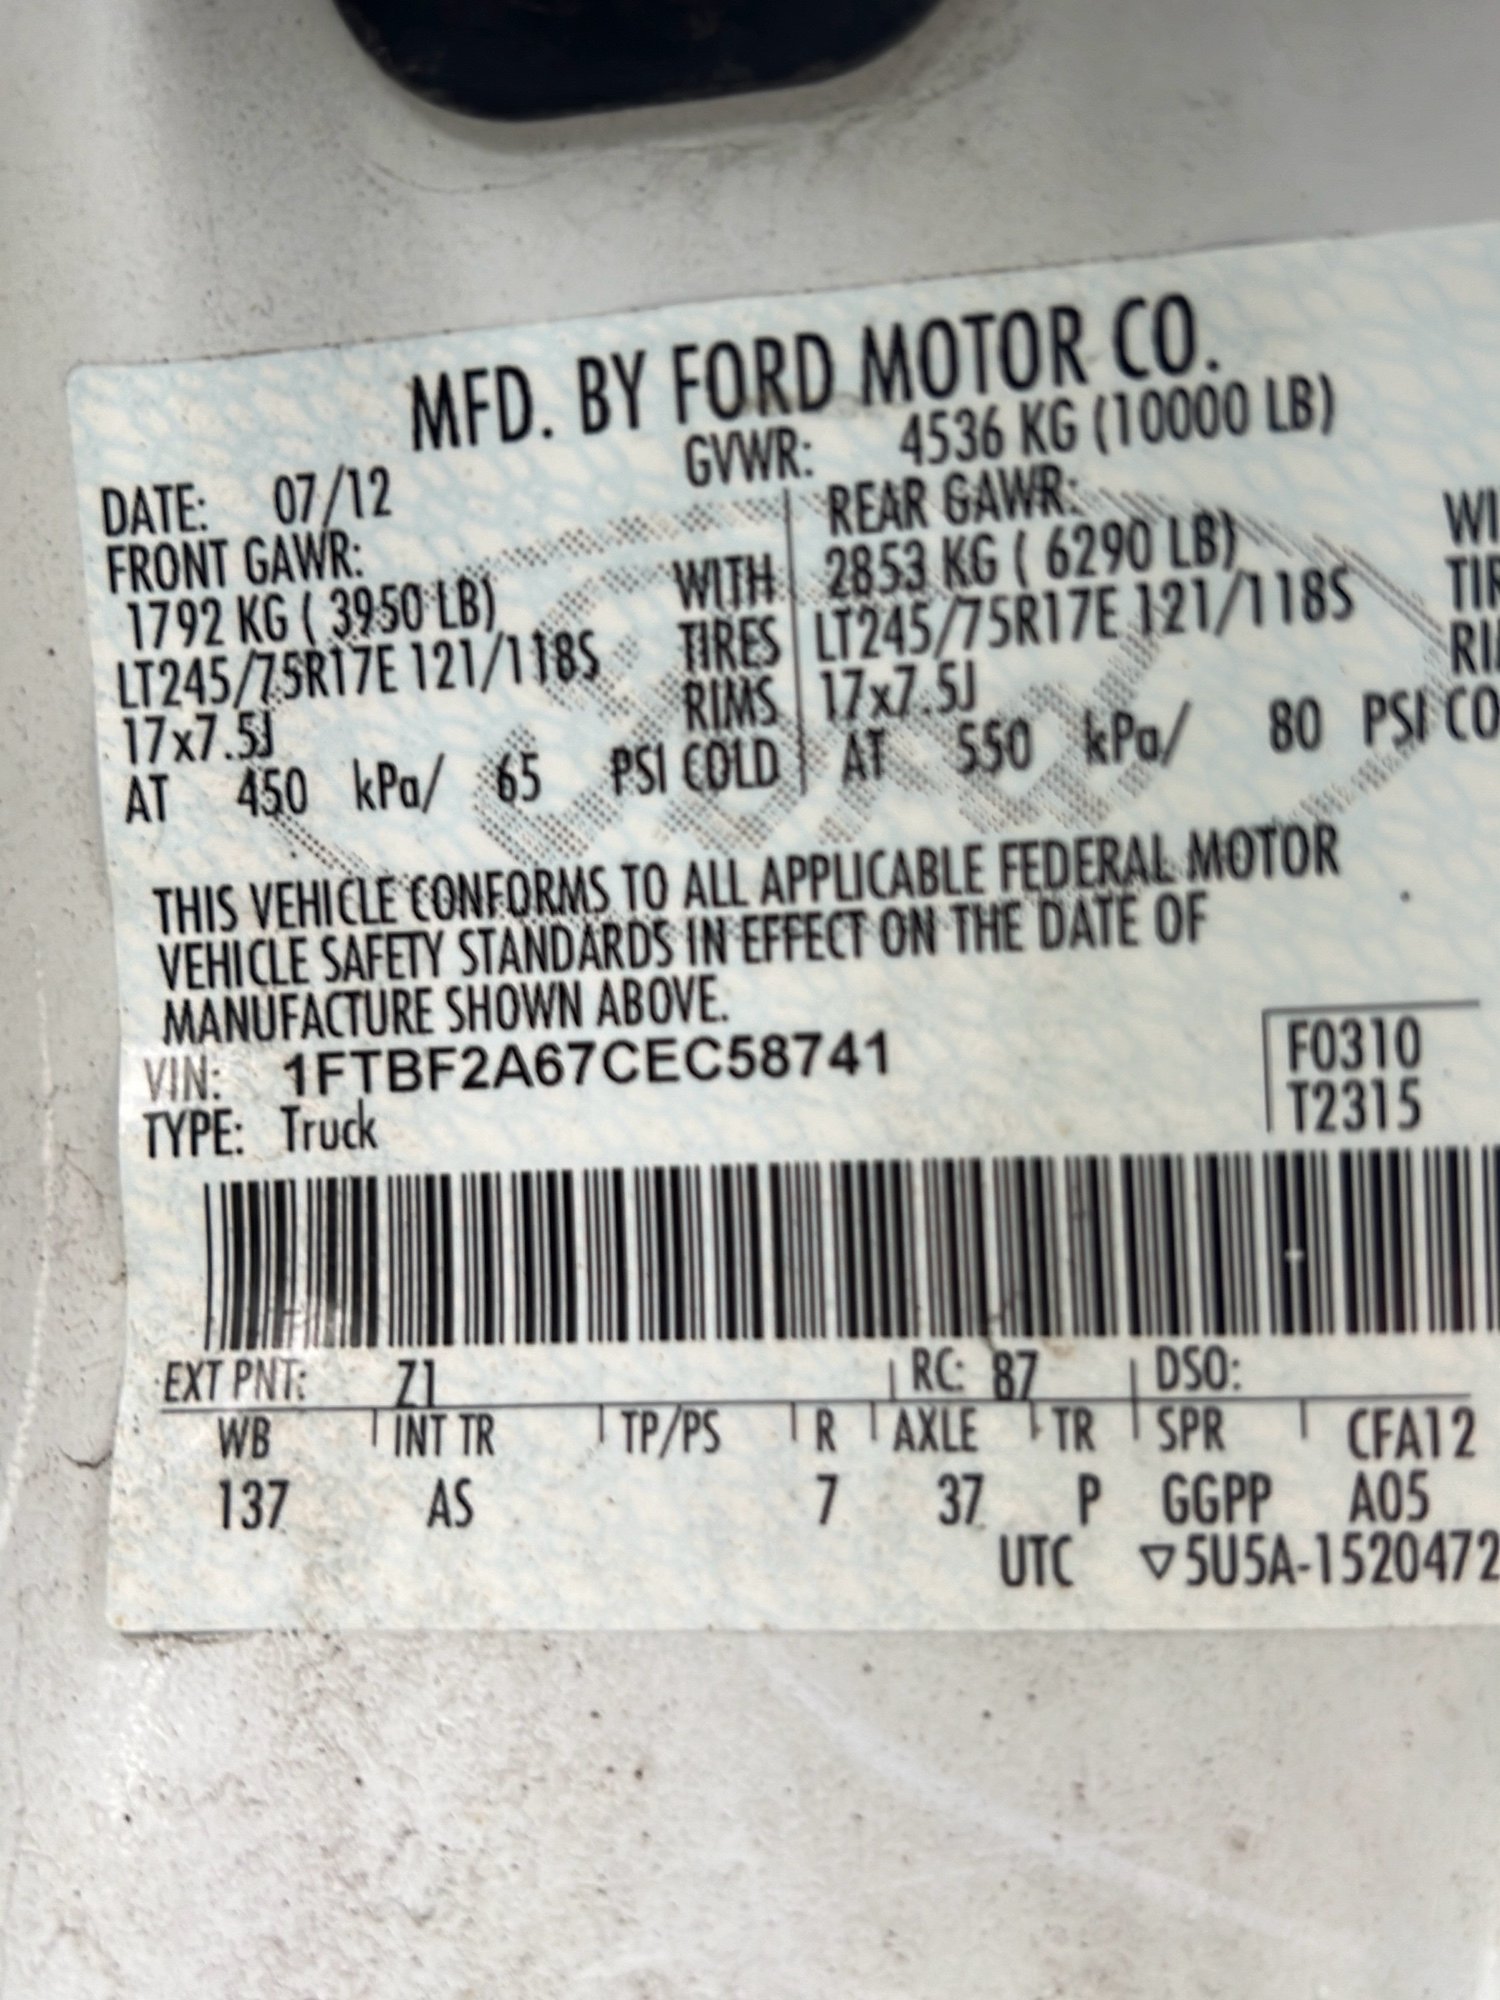 MFD. BY FORD MOTOR CO.
DATE: 07/12 GVWR: 4536 KG (10000 LB)
FRONT GAWR: REAR GAWR:
1792 KG ( 3950 LB) WITH 2853 KG ( 6290 LB) WI
LT245/75R17E 121/118S TIRES LT245/75R17E 121/118S TIR
17x7.5J RIMS 17x7.5J RI
AT 450 kPa/ 65 PSI COLD AT 550 kPa/ 80 PSI CO
THIS VEHICLE CONFORMS TO ALL APPLICABLE FEDERAL MOTOR
VEHICLE SAFETY STANDARDS IN EFFECT ON THE DATE OF
MANUFACTURE SHOWN ABOVE.
VIN: 1FTBF2A67CEC58741 F0310
TYPE: Truck T2315
EXT PNT: Z1 RC: 87 DSO:
WB INT TR TP/PS R AXLE TR SPR CFA12
137 AS 7 37 P GGPP A05
UTC ▽5U5A-1520472